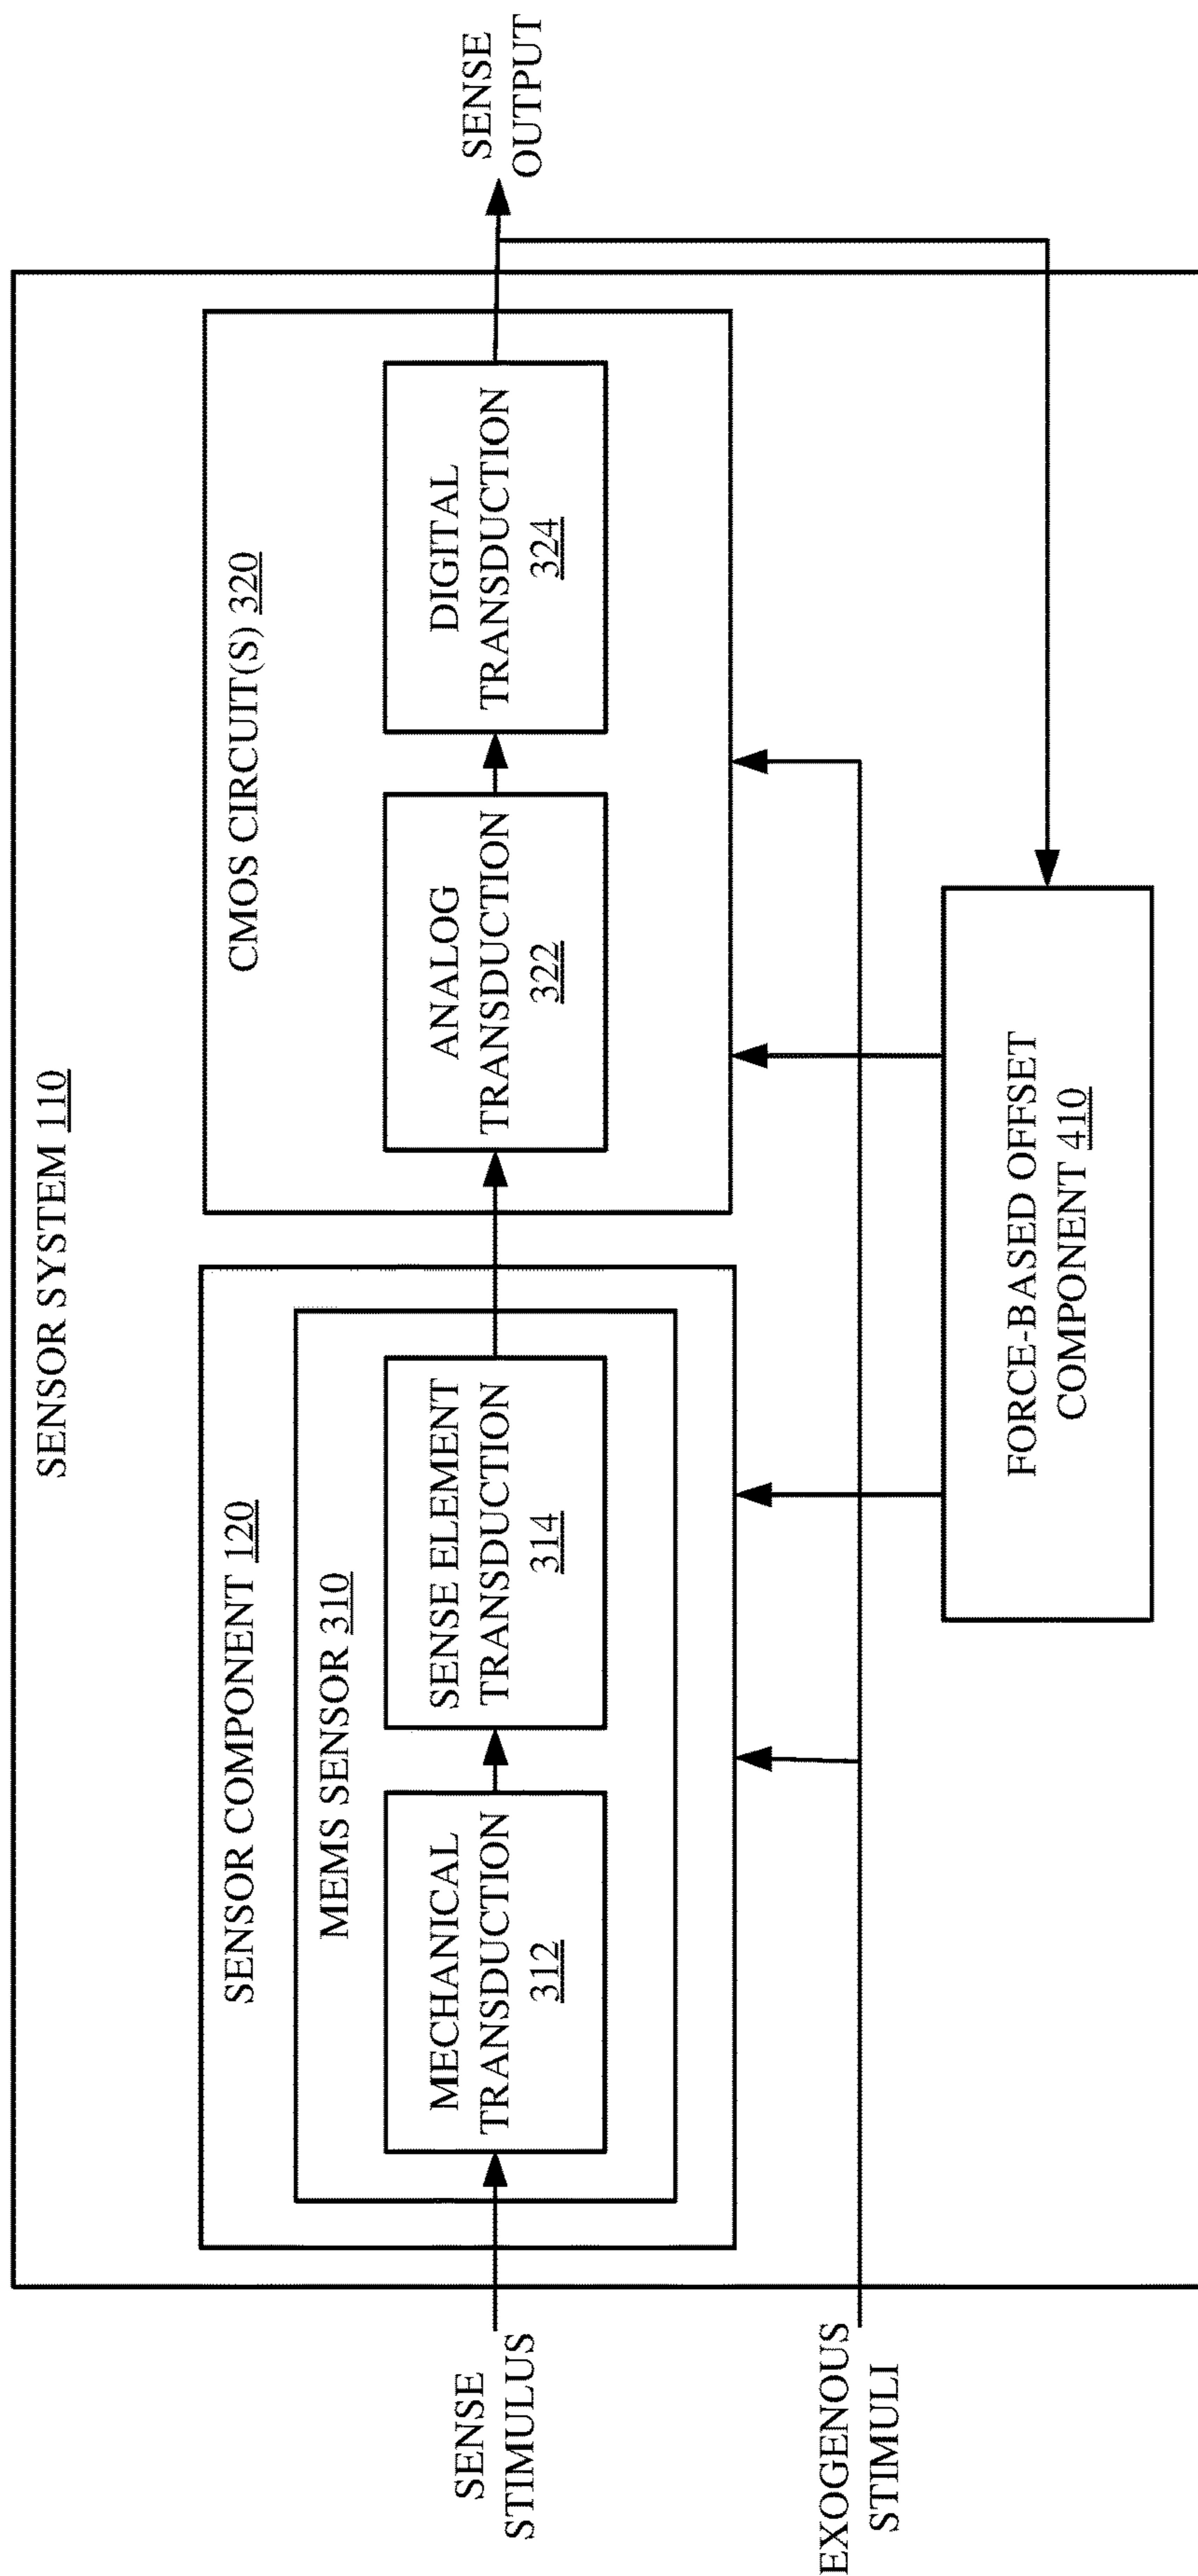 SENSOR SYSTEM 110
SENSOR COMPONENT 120
MEMS SENSOR 310
MECHANICAL
TRANSDUCTION
312
SENSE ELEMENT
TRANSDUCTION
314
CMOS CIRCUIT(S) 320
ANALOG
TRANSDUCTION
322
DIGITAL
TRANSDUCTION
324
SENSE
STIMULUS
SENSE
OUTPUT
EXOGENOUS
STIMULI
FORCE-BASED OFFSET
COMPONENT 410